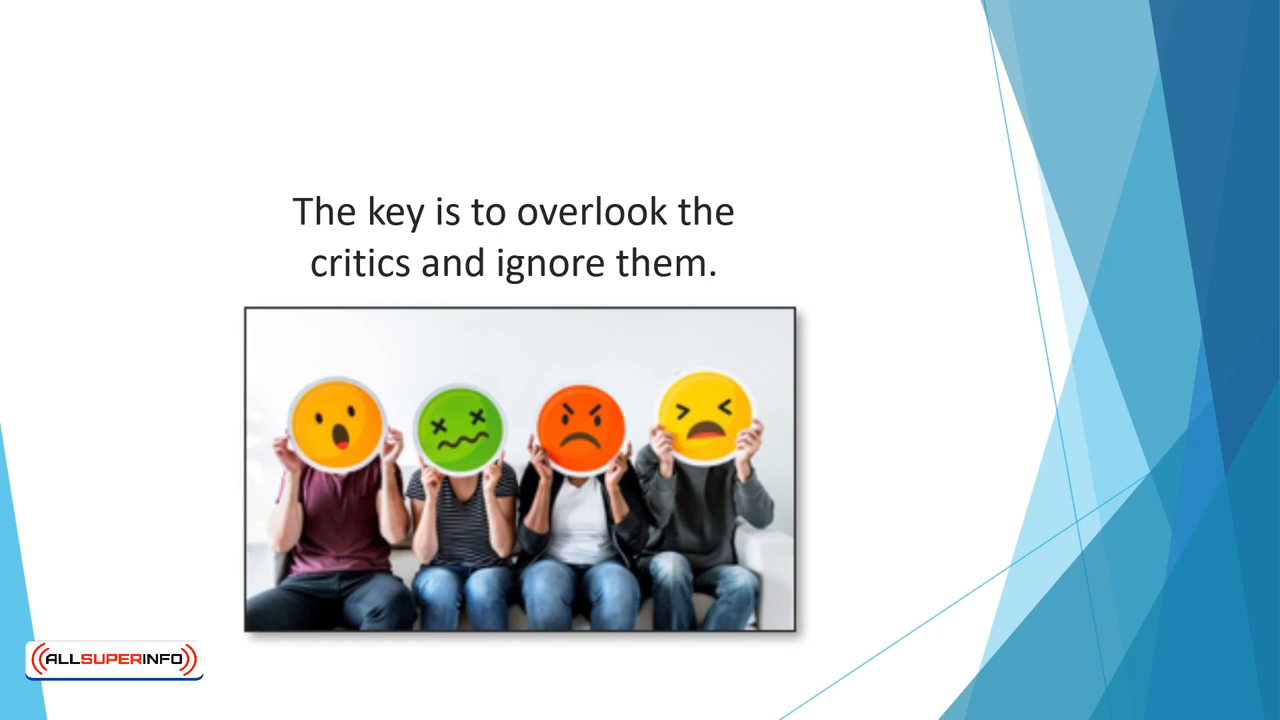 The key is to overlook the
critics and ignore them.
ALLSUPERINFO